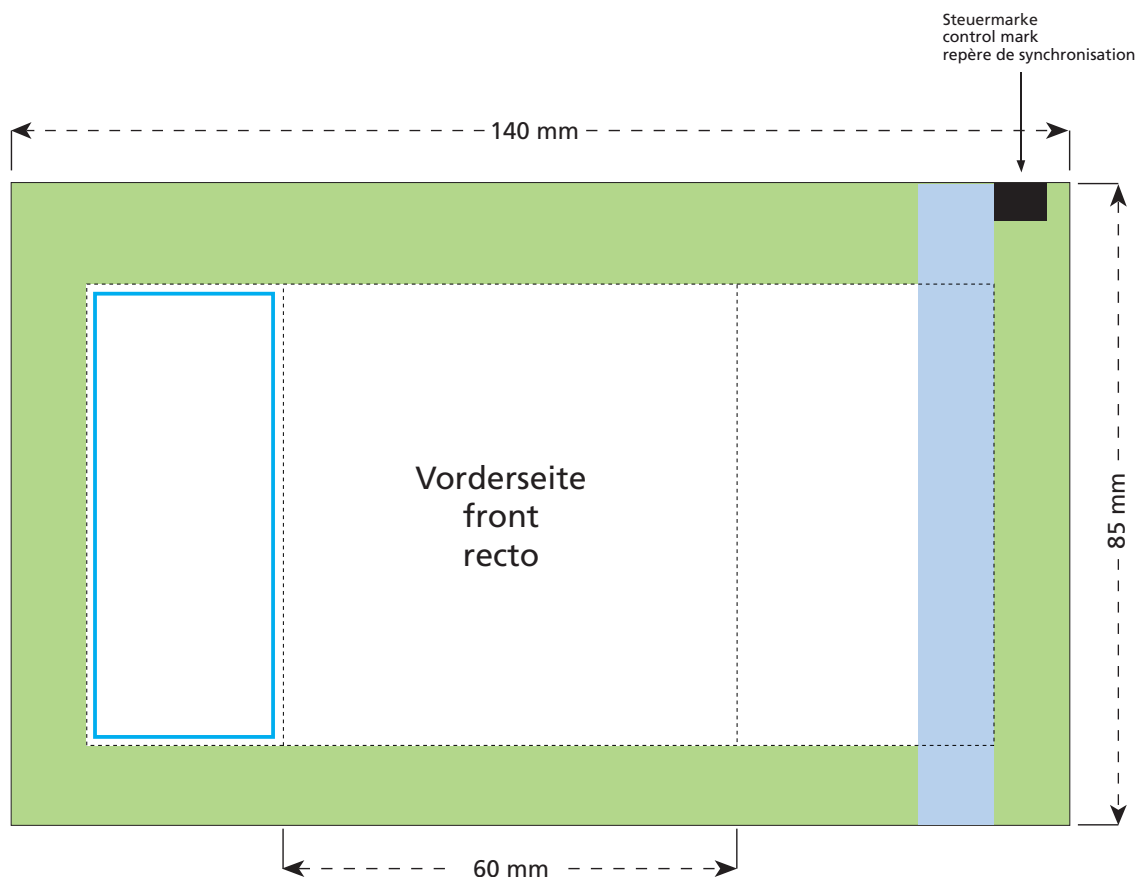 Steuermarke
control mark
repère de synchronisation
140 mm
Vorderseite
front
recto
85 mm
60 mm